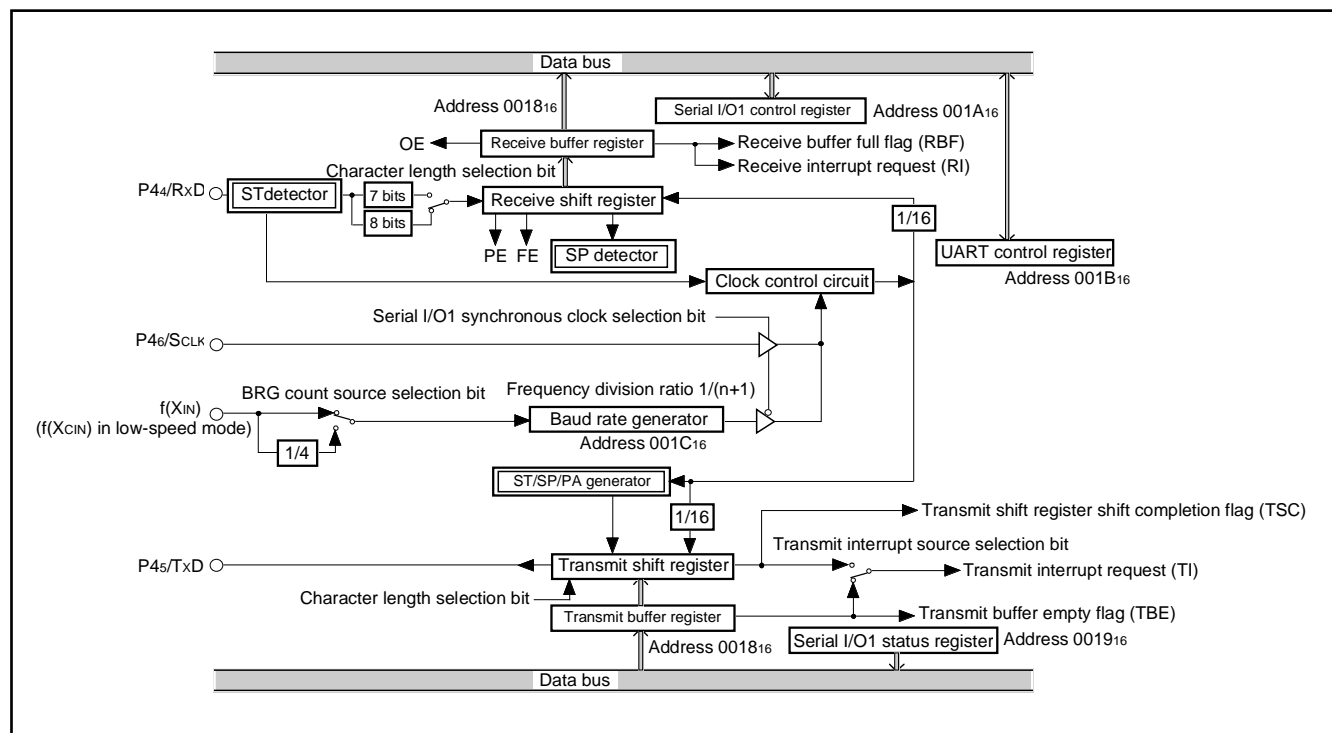 Data bus
Address 0018₁₆
Serial I/O1 control register
Address 001A₁₆
OE
Receive buffer register
Receive buffer full flag (RBF)
Receive interrupt request (RI)
Character length selection bit
P4₄/RxD
STdetector
7 bits
8 bits
Receive shift register
1/16
PE
FE
SP detector
UART control register
Address 001B₁₆
Clock control circuit
Serial I/O1 synchronous clock selection bit
P4₆/SCLK
BRG count source selection bit
Frequency division ratio 1/(n+1)
f(XIN)
(f(XCIN) in low-speed mode)
Baud rate generator
Address 001C₁₆
1/4
ST/SP/PA generator
1/16
Transmit shift register shift completion flag (TSC)
Transmit interrupt source selection bit
P4₅/TxD
Transmit shift register
Transmit interrupt request (TI)
Character length selection bit
Transmit buffer register
Transmit buffer empty flag (TBE)
Address 0018₁₆
Serial I/O1 status register
Address 0019₁₆
Data bus